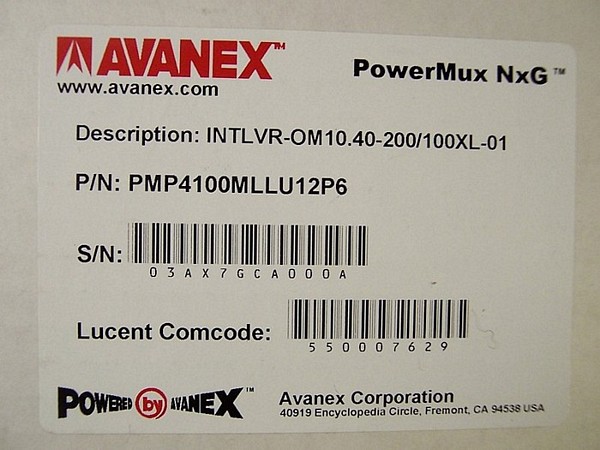 AVANEX™
PowerMux NxG™
www.avanex.com
Description: INTLVR-OM10.40-200/100XL-01
P/N: PMP4100MLLU12P6
S/N:
03AX7GCA000A
Lucent Comcode:
550007629
POWERED by AVANEX™
Avanex Corporation
40919 Encyclopedia Circle, Fremont, CA 94538 USA